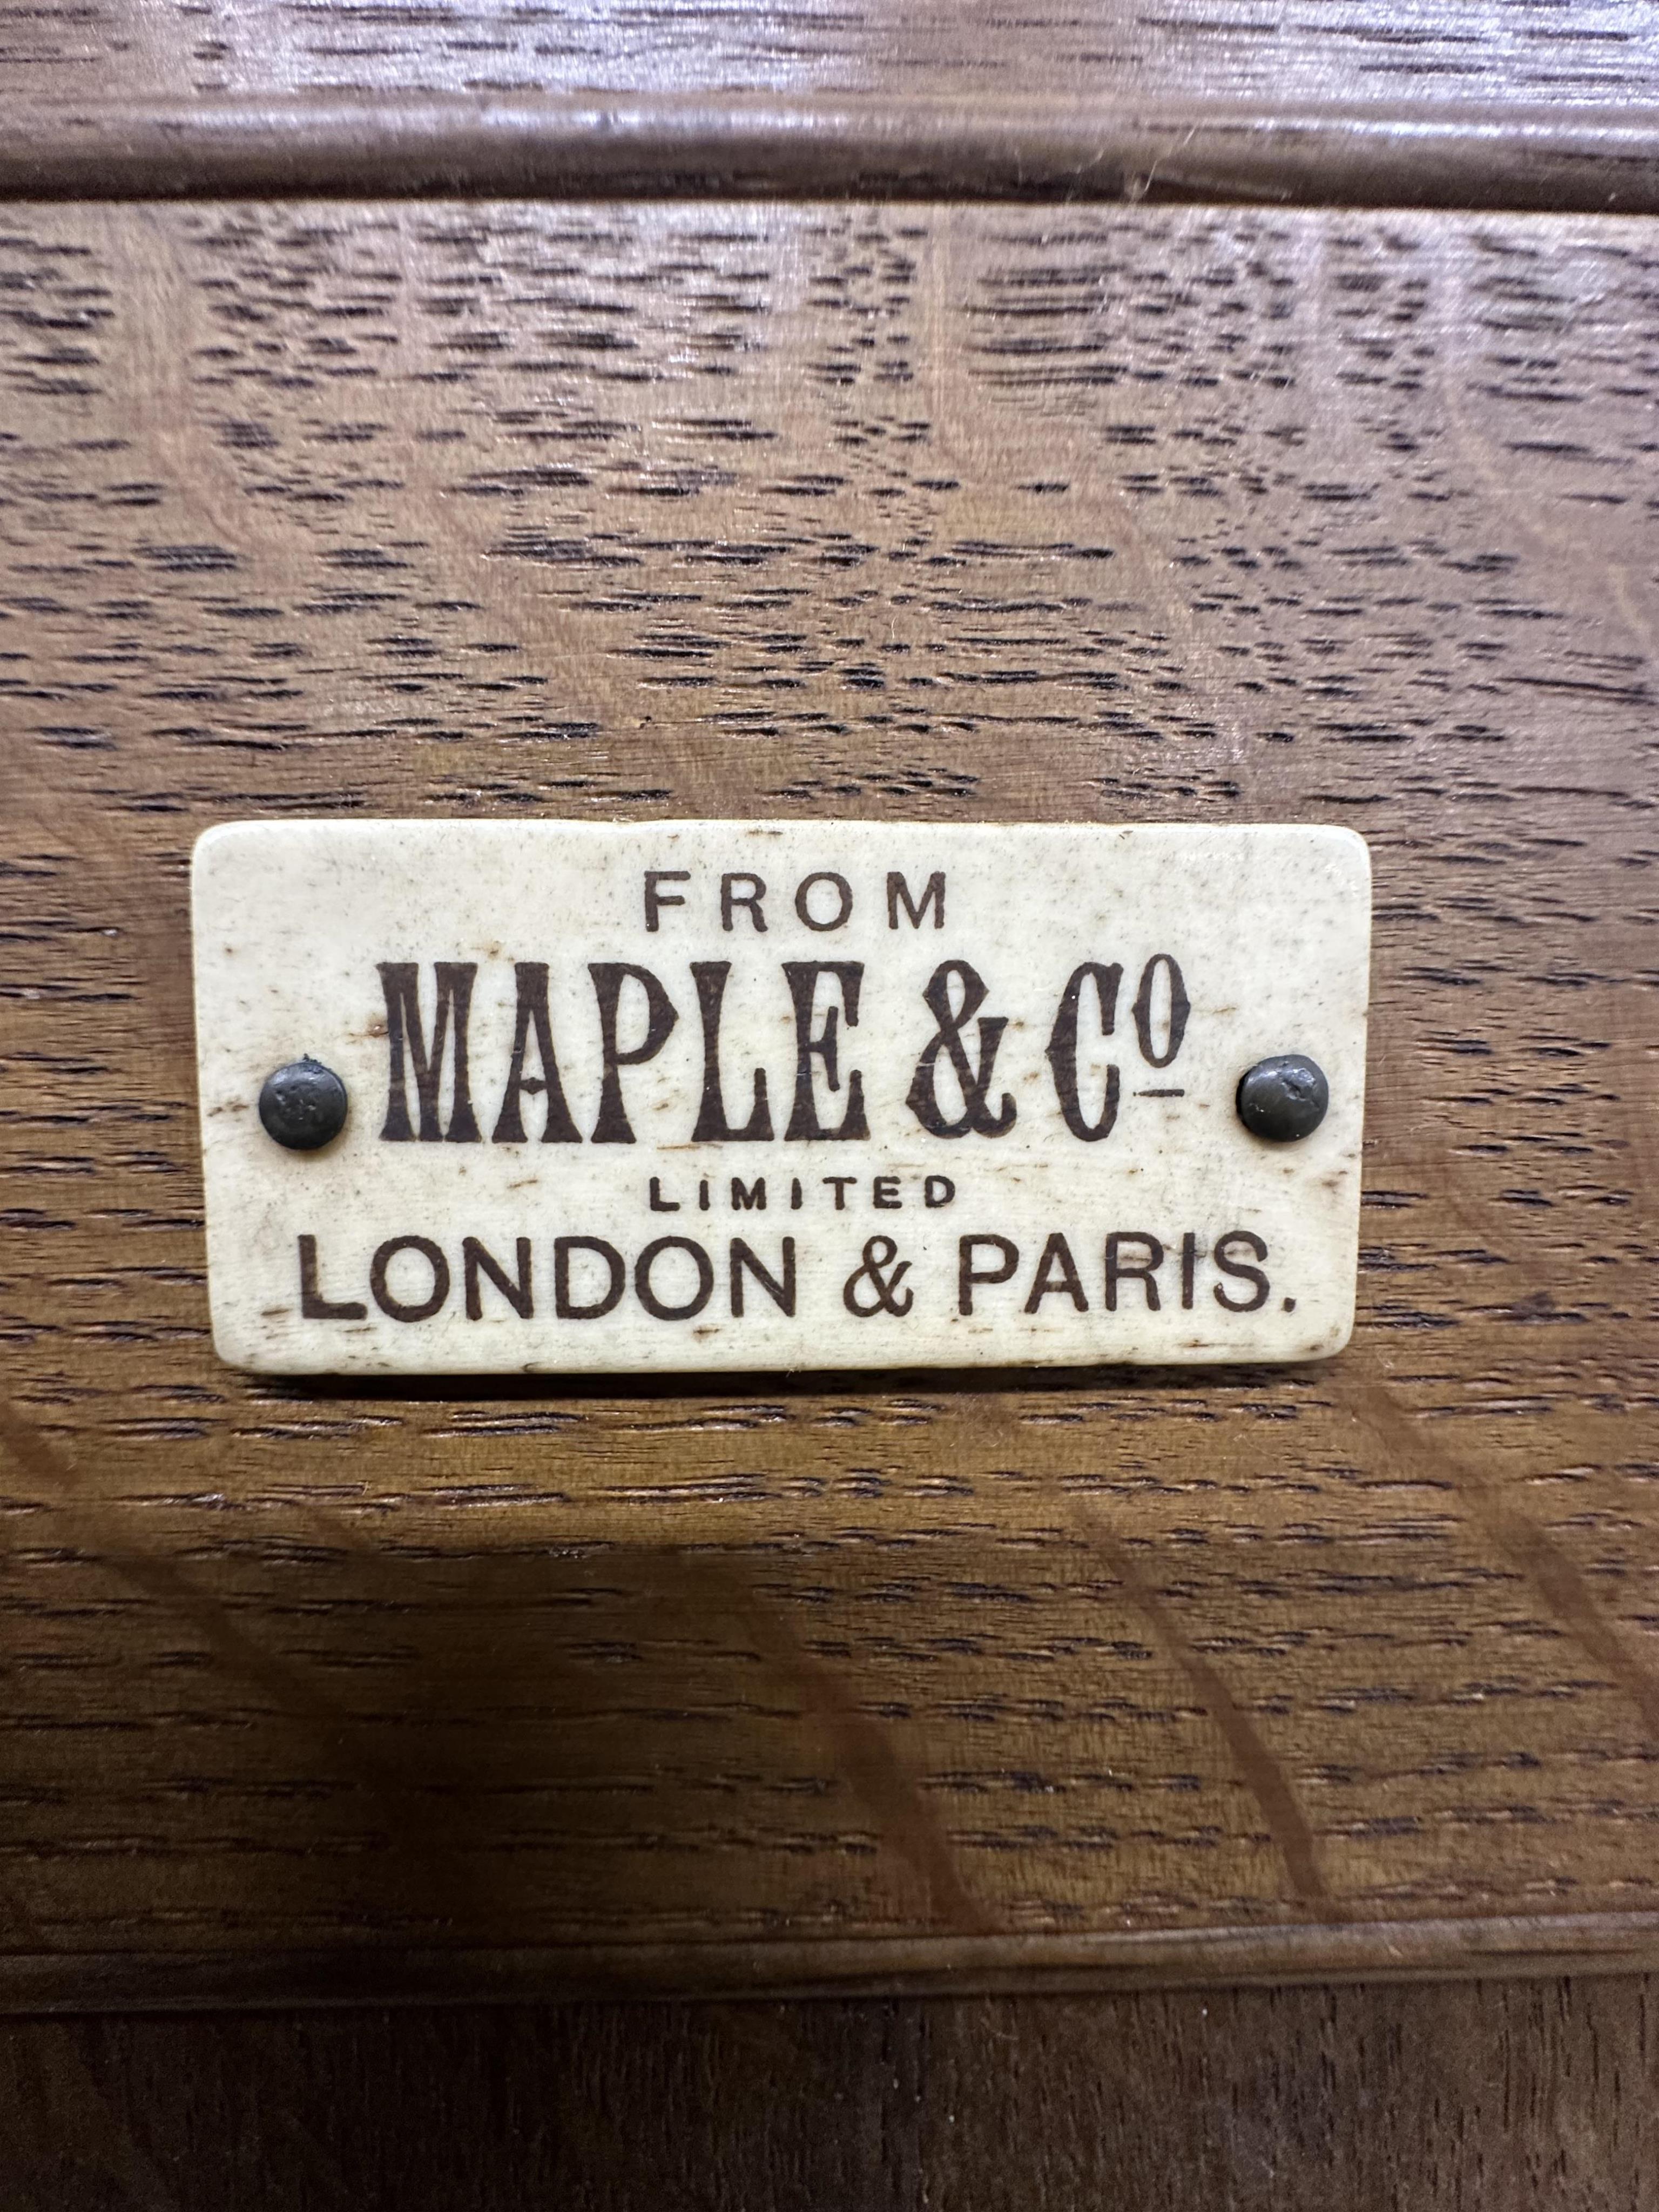 FROM
MAPLE & Cº
LIMITED
LONDON & PARIS.